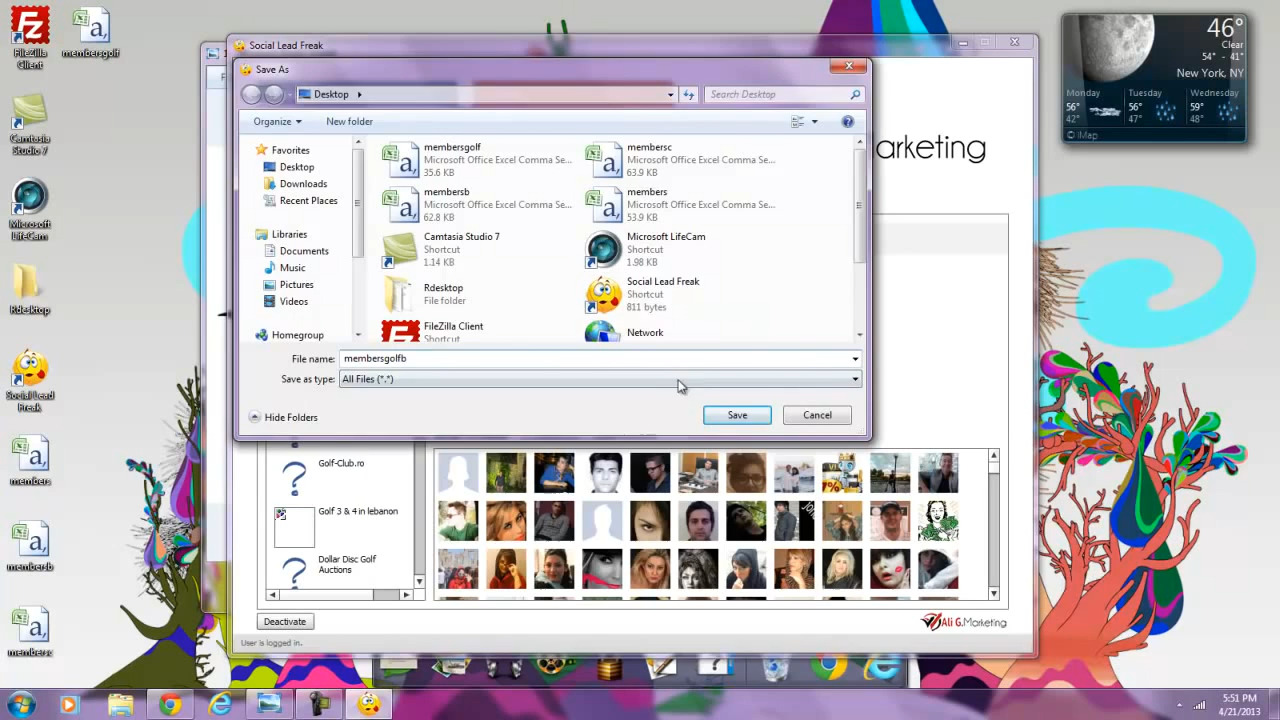 FileZilla
Client
membersgolf
Camtasia
Studio 7
Microsoft
LifeCam
Rdesktop
Social Lead
Freak
members
membersb
membersc
Social Lead Freak
Save As
Desktop
Search Desktop
Organize
New folder
Favorites
Desktop
Downloads
Recent Places
Libraries
Documents
Music
Pictures
Videos
Homegroup
membersgolf
Microsoft Office Excel Comma Se...
35.6 KB
membersc
Microsoft Office Excel Comma Se...
63.9 KB
membersb
Microsoft Office Excel Comma Se...
62.8 KB
members
Microsoft Office Excel Comma Se...
53.9 KB
Camtasia Studio 7
Shortcut
1.14 KB
Microsoft LifeCam
Shortcut
1.98 KB
Rdesktop
File folder
Social Lead Freak
Shortcut
811 bytes
FileZilla Client
Shortcut
Network
File name: membersgolfb
Save as type: All Files (*.*)
Hide Folders
Save
Cancel
arketing
Golf-Club.ro
Golf 3 & 4 in lebanon
Dollar Disc Golf
Auctions
Deactivate
Ali G.Marketing
User is logged in.
46°
Clear
54° - 41°
New York, NY
Monday
Tuesday
Wednesday
56°
42°
56°
47°
59°
48°
© IMap
5:51 PM
4/21/2013